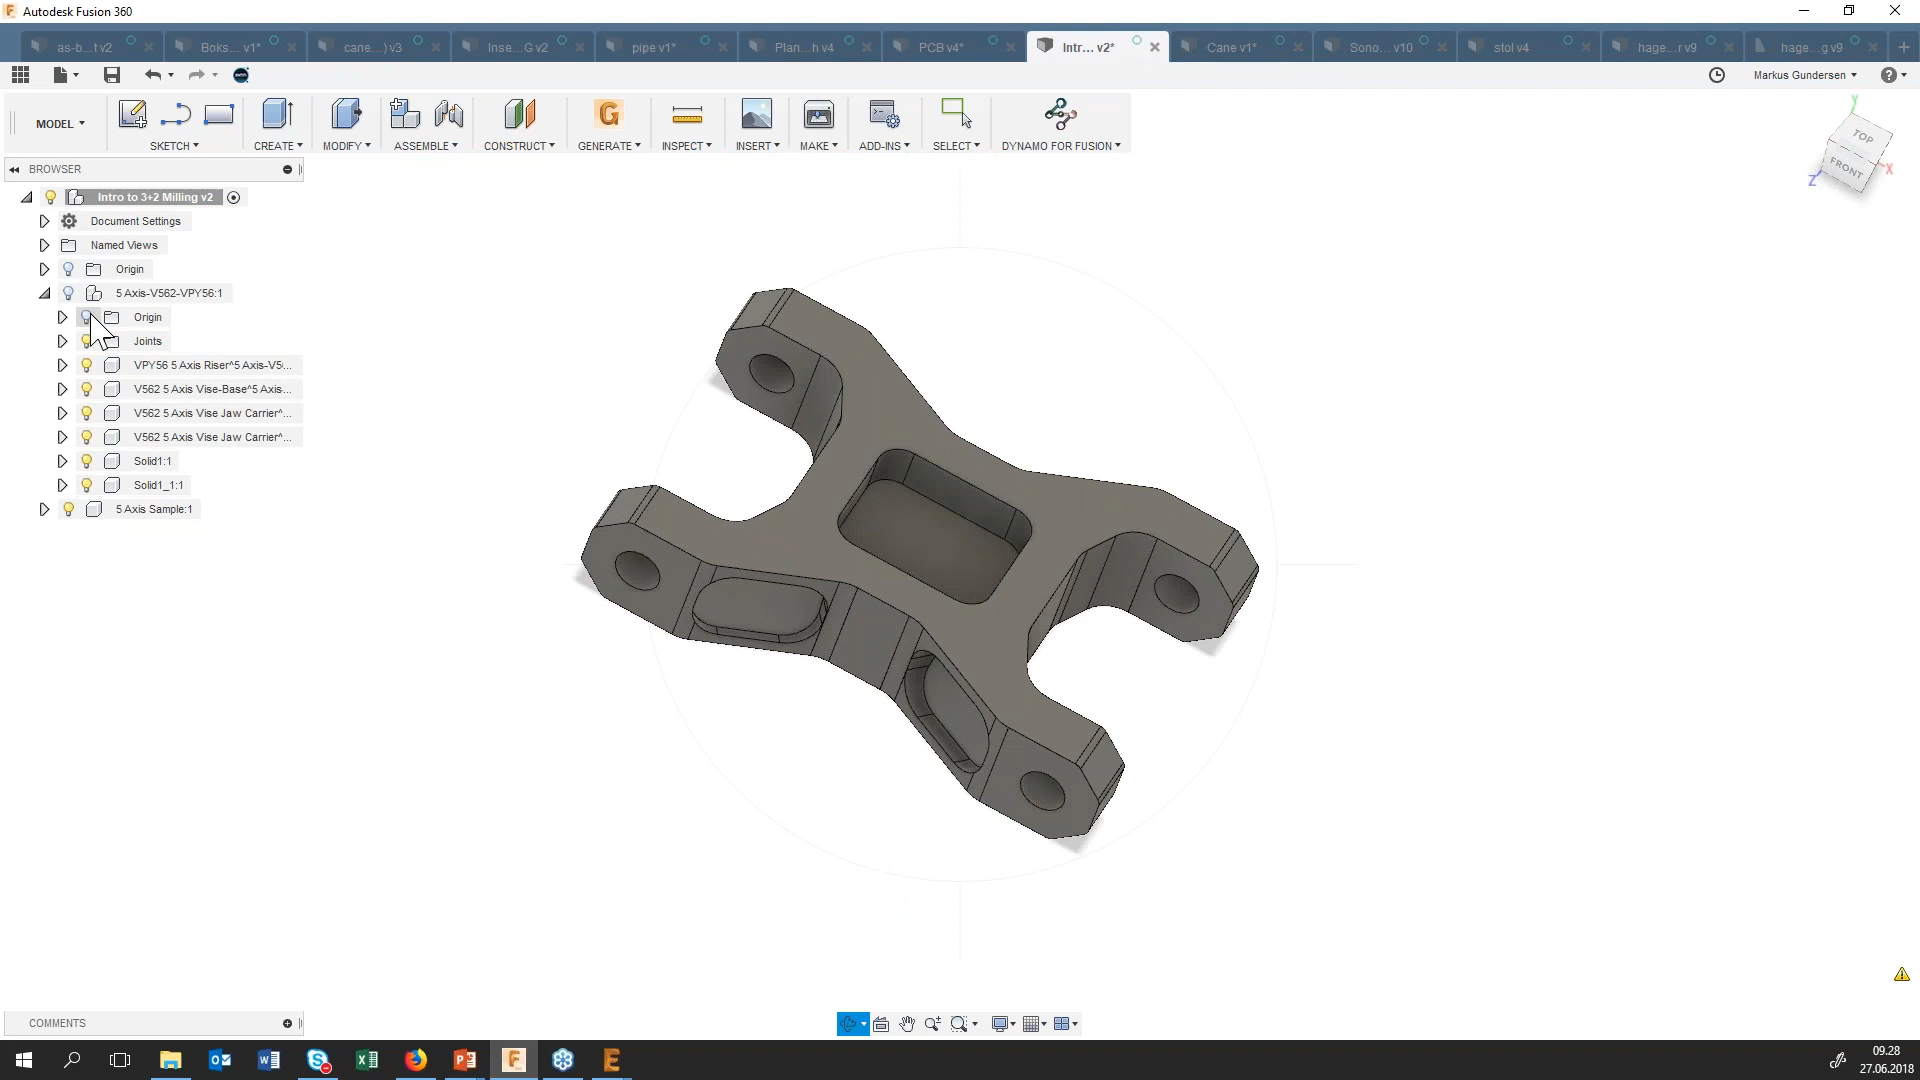 Autodesk Fusion 360
as-b...t v2
Boks... v1*
cane...) v3
Inse...G v2
pipe v1*
Plan...h v4
PCB v4*
Intr... v2*
Cane v1*
Sono... v10
stol v4
hage...r v9
hage...g v9
Markus Gundersen
MODEL
SKETCH
CREATE
MODIFY
ASSEMBLE
CONSTRUCT
GENERATE
INSPECT
INSERT
MAKE
ADD-INS
SELECT
DYNAMO FOR FUSION
BROWSER
Intro to 3+2 Milling v2
Document Settings
Named Views
Origin
5 Axis-V562-VPY56:1
Origin
Joints
VPY56 5 Axis Riser^5 Axis-V5...
V562 5 Axis Vise-Base^5 Axis...
V562 5 Axis Vise Jaw Carrier^...
V562 5 Axis Vise Jaw Carrier^...
Solid1:1
Solid1_1:1
5 Axis Sample:1
Y
TOP
FRONT
X
Z
COMMENTS
09.28
27.06.2018